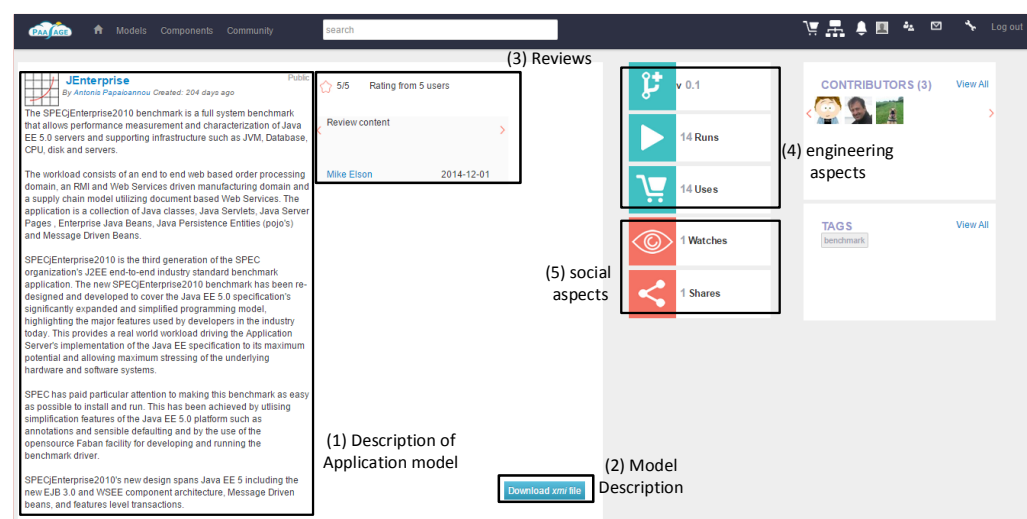 PAASAGE Models Components Community search Log out
(3) Reviews
JEnterprise Public
By Antonis Papaioannou Created: 204 days ago
The SPECjEnterprise2010 benchmark is a full system benchmark
that allows performance measurement and characterization of Java
EE 5.0 servers and supporting infrastructure such as JVM, Database,
CPU, disk and servers.
The workload consists of an end to end web based order processing
domain, an RMI and Web Services driven manufacturing domain and
a supply chain model utilizing document based Web Services. The
application is a collection of Java classes, Java Servlets, Java Server
Pages , Enterprise Java Beans, Java Persistence Entities (pojo's)
and Message Driven Beans.
SPECjEnterprise2010 is the third generation of the SPEC
organization's J2EE end-to-end industry standard benchmark
application. The new SPECjEnterprise2010 benchmark has been re-
designed and developed to cover the Java EE 5.0 specification's
significantly expanded and simplified programming model,
highlighting the major features used by developers in the industry
today. This provides a real world workload driving the Application
Server's implementation of the Java EE specification to its maximum
potential and allowing maximum stressing of the underlying
hardware and software systems.
SPEC has paid particular attention to making this benchmark as easy
as possible to install and run. This has been achieved by utlising
simplification features of the Java EE 5.0 platform such as
annotations and sensible defaulting and by the use of the
opensource Faban facility for developing and running the
benchmark driver.
SPECjEnterprise2010's new design spans Java EE 5 including the
new EJB 3.0 and WSEE component architecture, Message Driven
beans, and features level transactions.
5/5 Rating from 5 users
Review content
Mike Elson 2014-12-01
(1) Description of
Application model
Download xmi file
(2) Model
Description
v 0.1
14 Runs
14 Uses
(4) engineering
aspects
1 Watches
1 Shares
(5) social
aspects
CONTRIBUTORS (3) View All
TAGS View All
benchmark